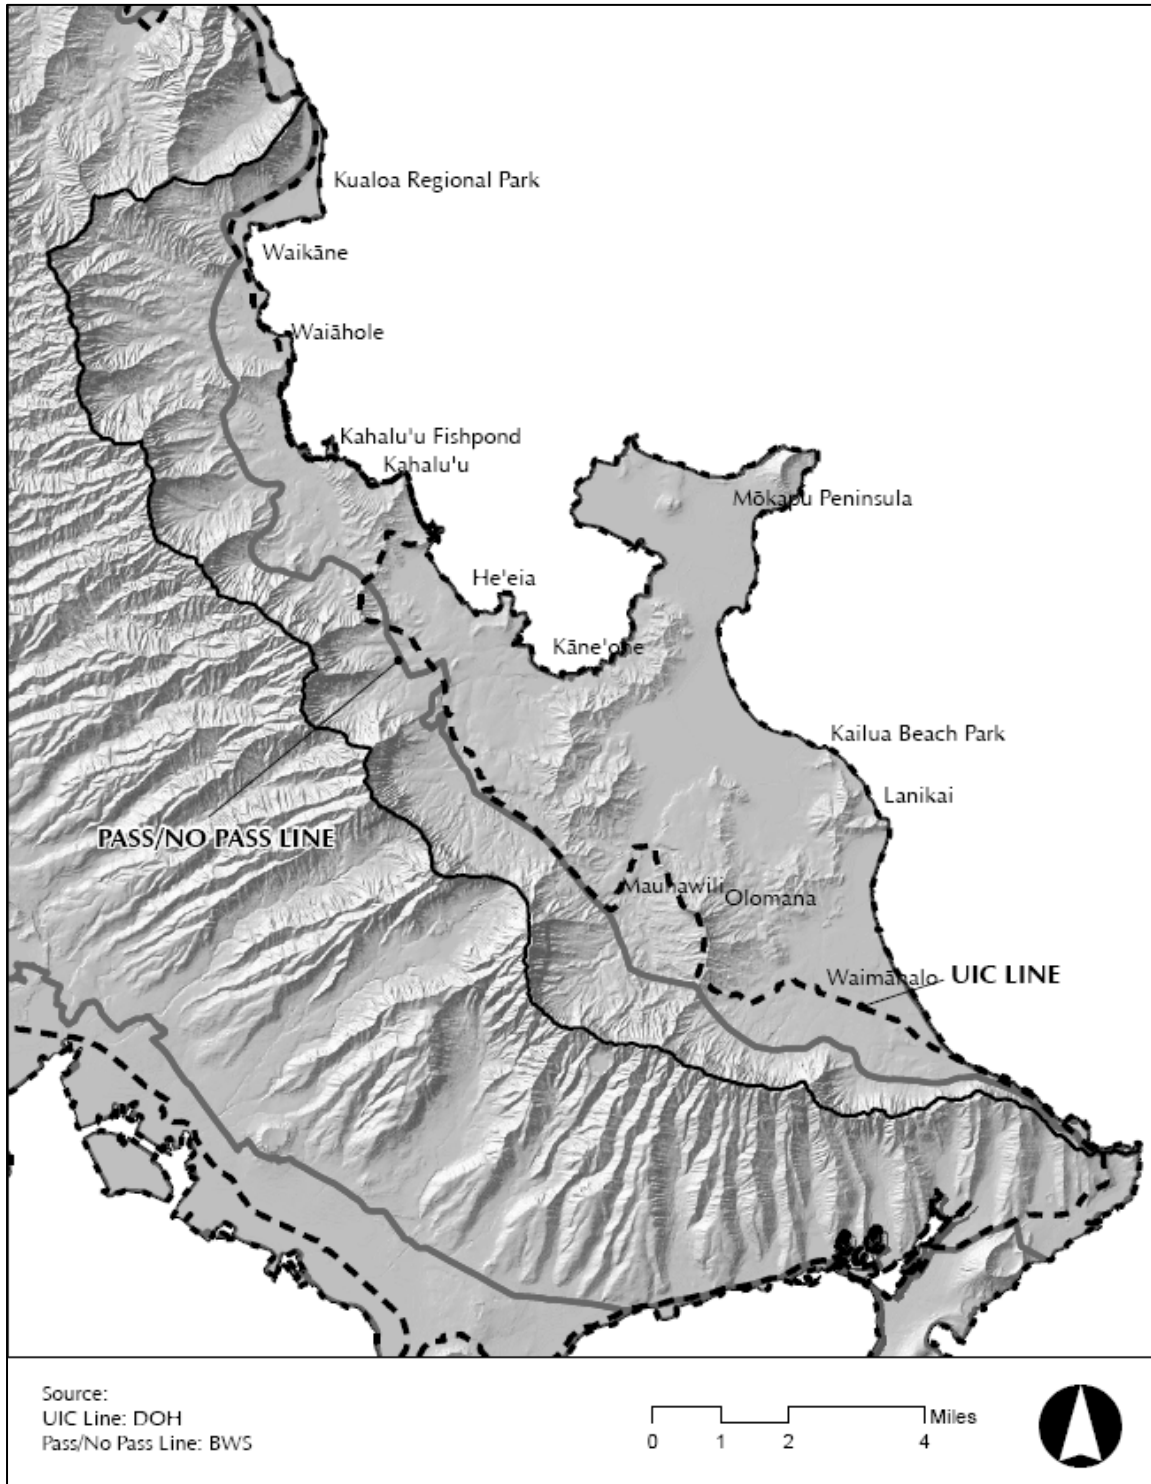 Kualoa Regional Park
Waikāne
Waiāhole
Kahalu'u Fishpond
Kahalu'u
Mōkapu Peninsula
He'eia
Kāne'ohe
Kailua Beach Park
Lanikai
PASS/NO PASS LINE
Maunawili
Olomana
Waimānalo
UIC LINE
Source:
UIC Line: DOH
Pass/No Pass Line: BWS
Miles
0 1 2 4